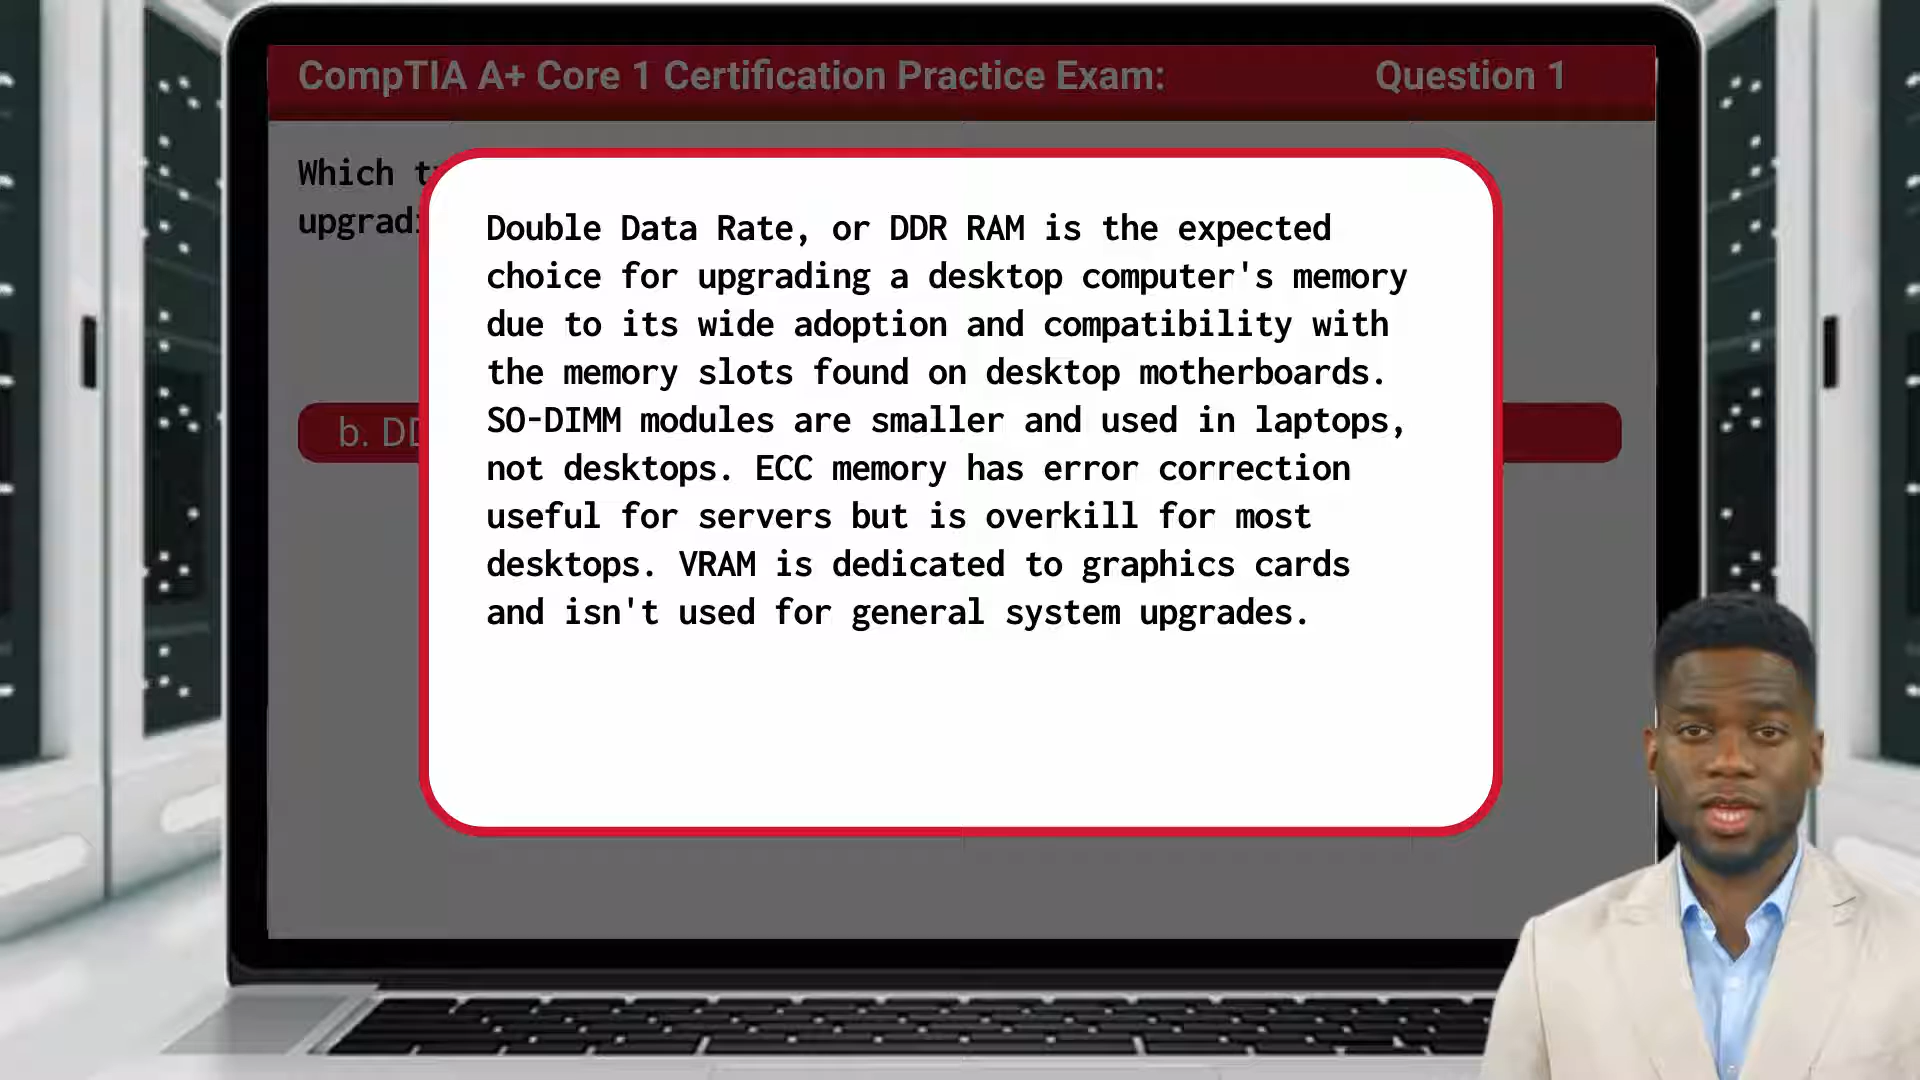 CompTIA A+ Core 1 Certification Practice Exam: Question 1
Which
upgradi
b. DD
Double Data Rate, or DDR RAM is the expected
choice for upgrading a desktop computer's memory
due to its wide adoption and compatibility with
the memory slots found on desktop motherboards.
SO-DIMM modules are smaller and used in laptops,
not desktops. ECC memory has error correction
useful for servers but is overkill for most
desktops. VRAM is dedicated to graphics cards
and isn't used for general system upgrades.